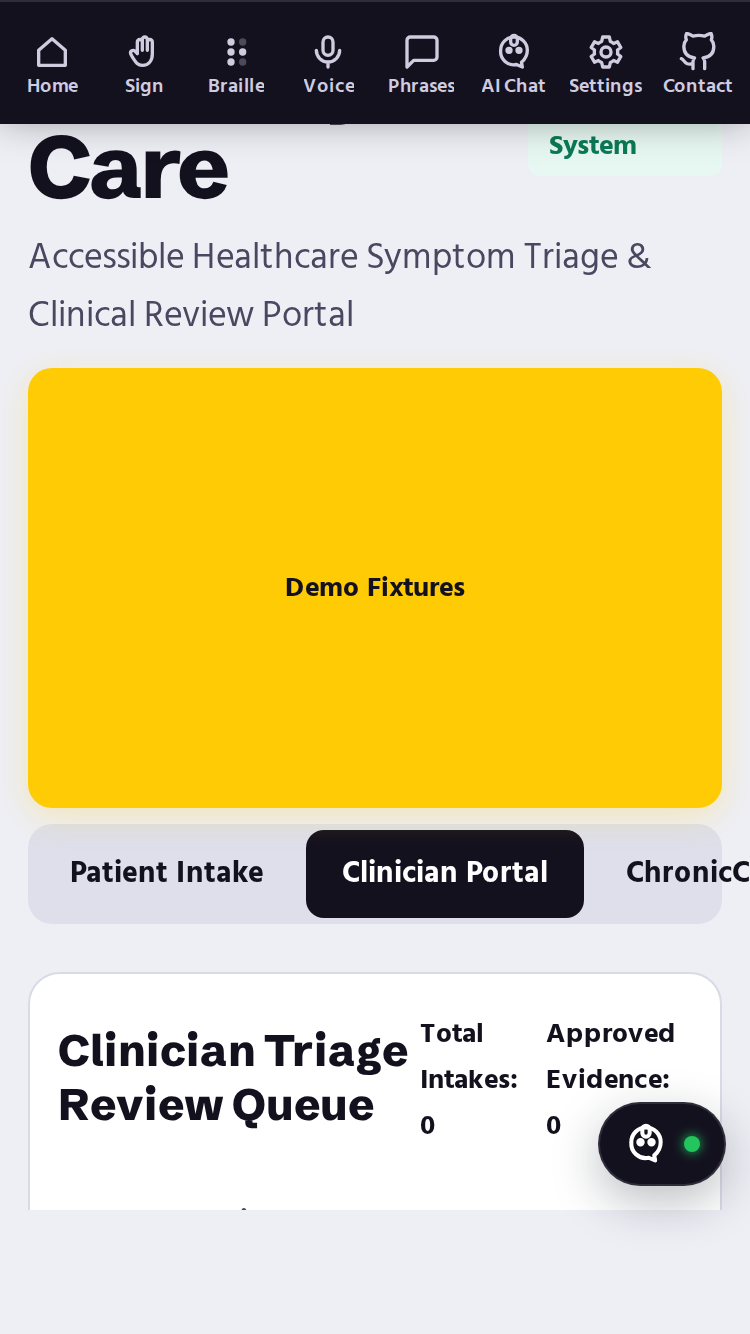 Home Sign Braille Voice Phrases AI Chat Settings Contact
Care
System
Accessible Healthcare Symptom Triage &
Clinical Review Portal
Demo Fixtures
Patient Intake Clinician Portal ChronicC
Clinician Triage
Review Queue
Total
Intakes:
0
Approved
Evidence:
0